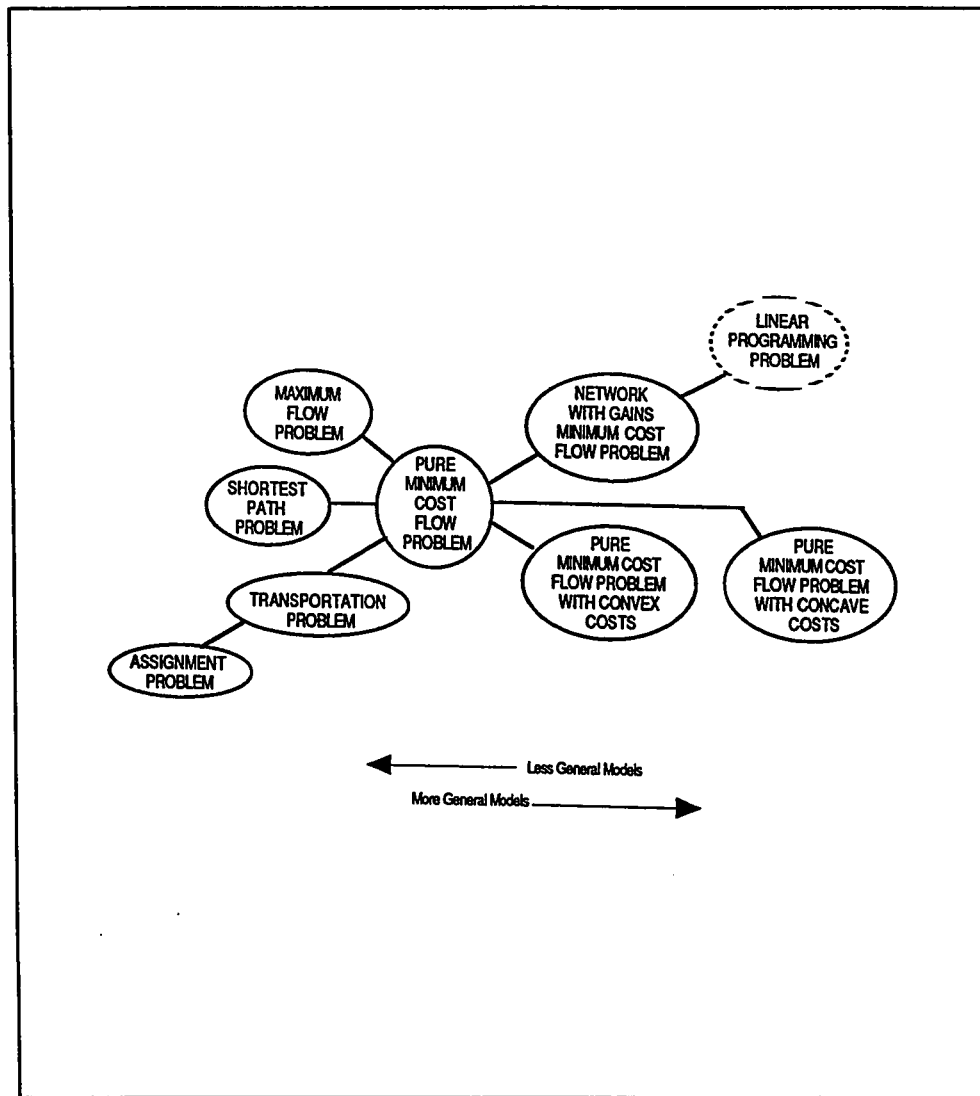 LINEAR
PROGRAMMING
PROBLEM
MAXIMUM
FLOW
PROBLEM
NETWORK
WITH GAINS
MINIMUM COST
FLOW PROBLEM
PURE
MINIMUM
COST
FLOW
PROBLEM
SHORTEST
PATH
PROBLEM
PURE
MINIMUM COST
FLOW PROBLEM
WITH CONVEX
COSTS
PURE
MINIMUM COST
FLOW PROBLEM
WITH CONCAVE
COSTS
TRANSPORTATION
PROBLEM
ASSIGNMENT
PROBLEM
Less General Models
More General Models